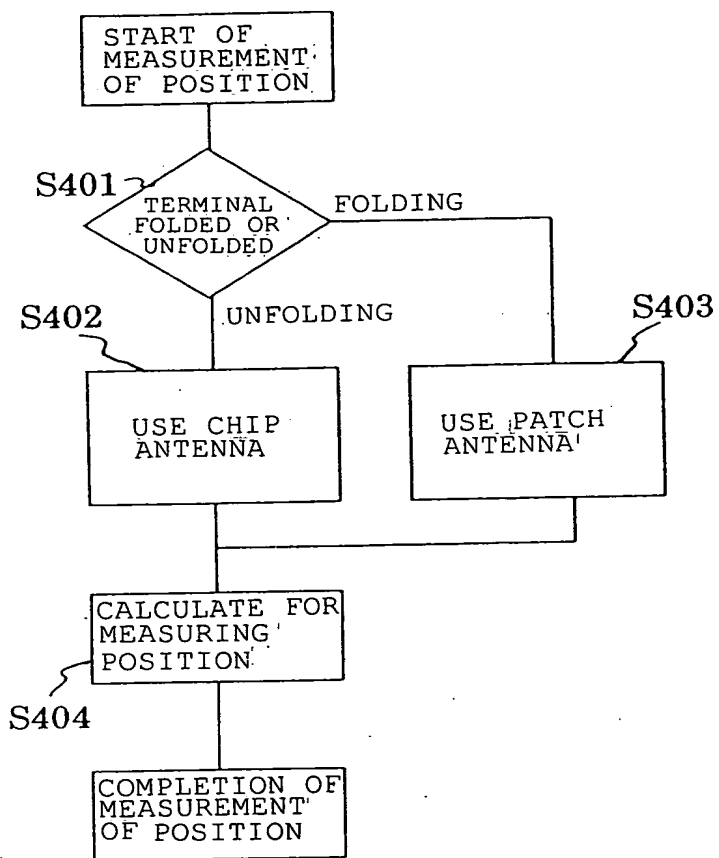 START OF
MEASUREMENT
OF POSITION
S401
TERMINAL
FOLDED OR
UNFOLDED
FOLDING
UNFOLDING
S402
S403
USE CHIP
ANTENNA
USE PATCH
ANTENNA
CALCULATE FOR
MEASURING
POSITION
S404
COMPLETION OF
MEASUREMENT
OF POSITION